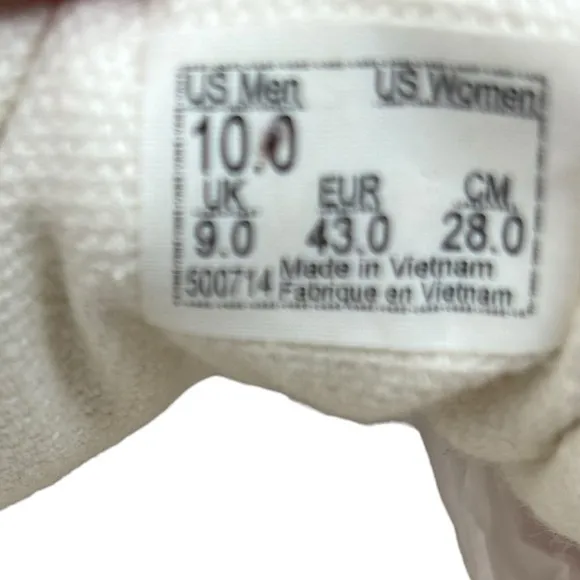 US Men US Women
10.0
UK EUR CM
9.0 43.0 28.0
500714 Made in Vietnam
Fabrique en Vietnam